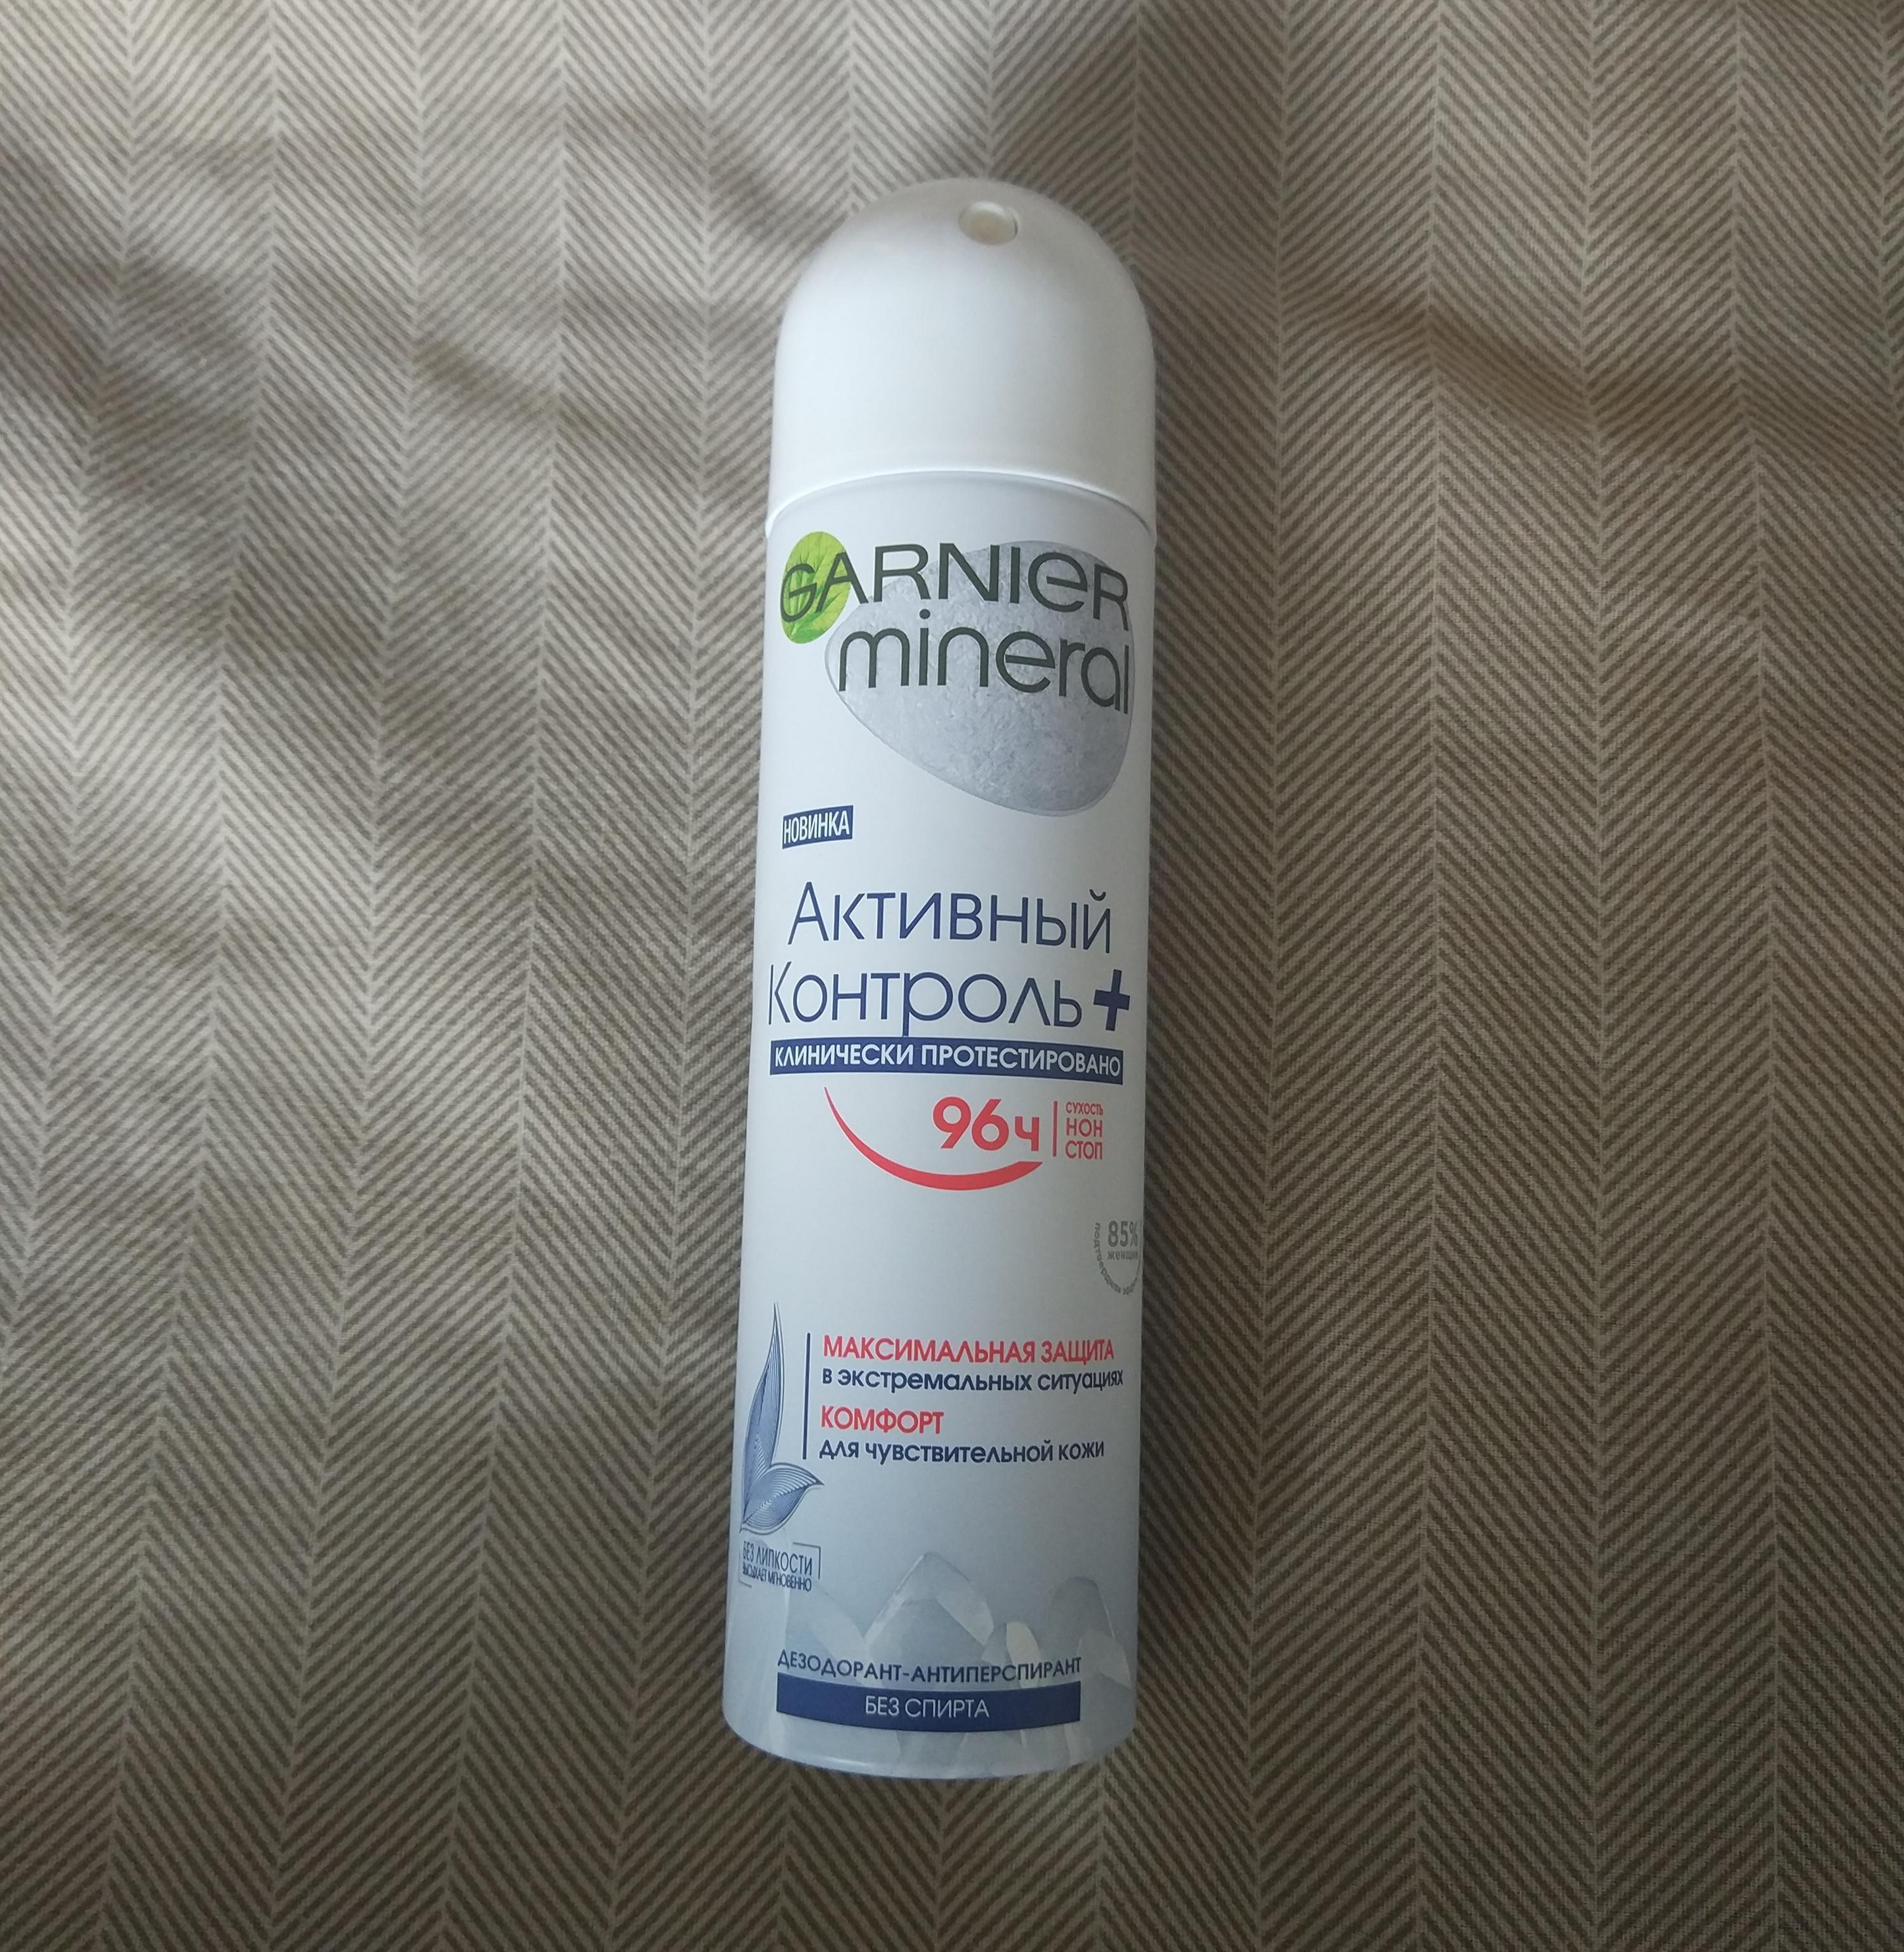 GARNIER
mineral
НОВИНКА
Активный
Контроль+
КЛИНИЧЕСКИ ПРОТЕСТИРОВАНО
96ч
СУХОСТЬ
НОН
СТОП
85%
женщин
МАКСИМАЛЬНАЯ ЗАЩИТА
в экстремальных ситуациях
КОМФОРТ
для чувствительной кожи
БЕЗ ЛИПКОСТИ
ВЫСЫХАЕТ МГНОВЕННО
ДЕЗОДОРАНТ-АНТИПЕРСПИРАНТ
БЕЗ СПИРТА